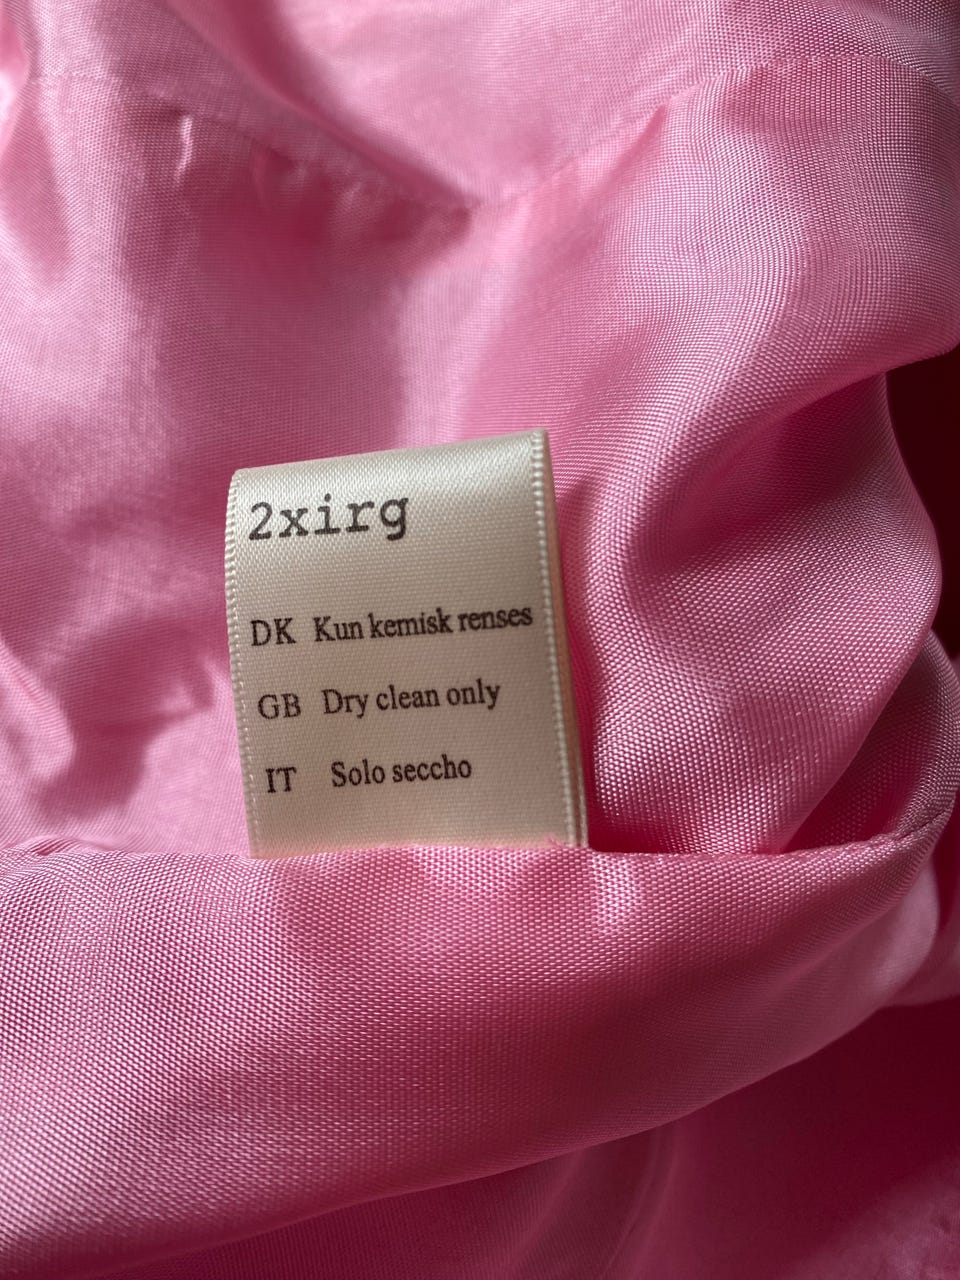 2xirg
DK Kun kemisk renses
GB Dry clean only
IT Solo seccho